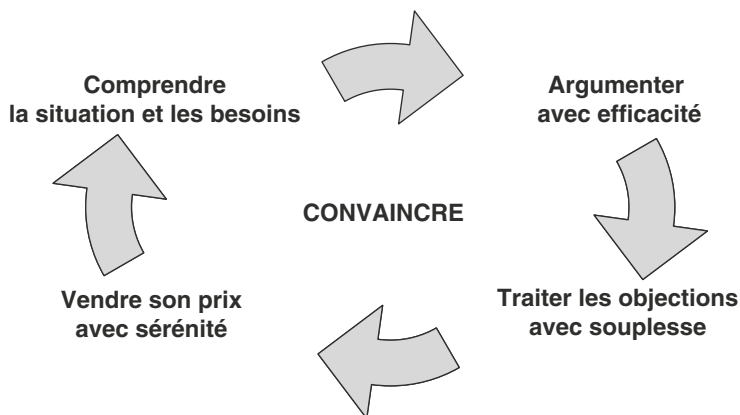 Comprendre
la situation et les besoins
Argumenter
avec efficacité
CONVAINCRE
Vendre son prix
avec sérénité
Traiter les objections
avec souplesse